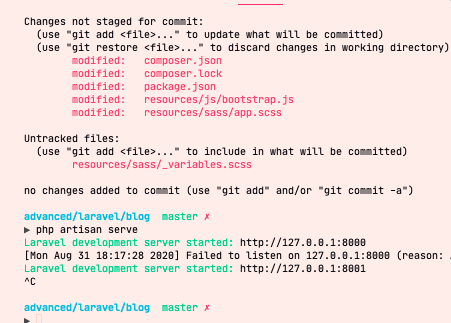 Changes not staged for commit:
(use "git add <file>..." to update what will be committed)
(use "git restore <file>..." to discard changes in working directory)
modified:   composer.json
modified:   composer.lock
modified:   package.json
modified:   resources/js/bootstrap.js
modified:   resources/sass/app.scss
Untracked files:
(use "git add <file>..." to include in what will be committed)
resources/sass/_variables.scss
no changes added to commit (use "git add" and/or "git commit -a")
advanced/laravel/blog  master ✗
▶ php artisan serve
Laravel development server started: http://127.0.0.1:8000
[Mon Aug 31 18:17:28 2020] Failed to listen on 127.0.0.1:8000 (reason:
Laravel development server started: http://127.0.0.1:8001
^C
advanced/laravel/blog  master ✗
▶